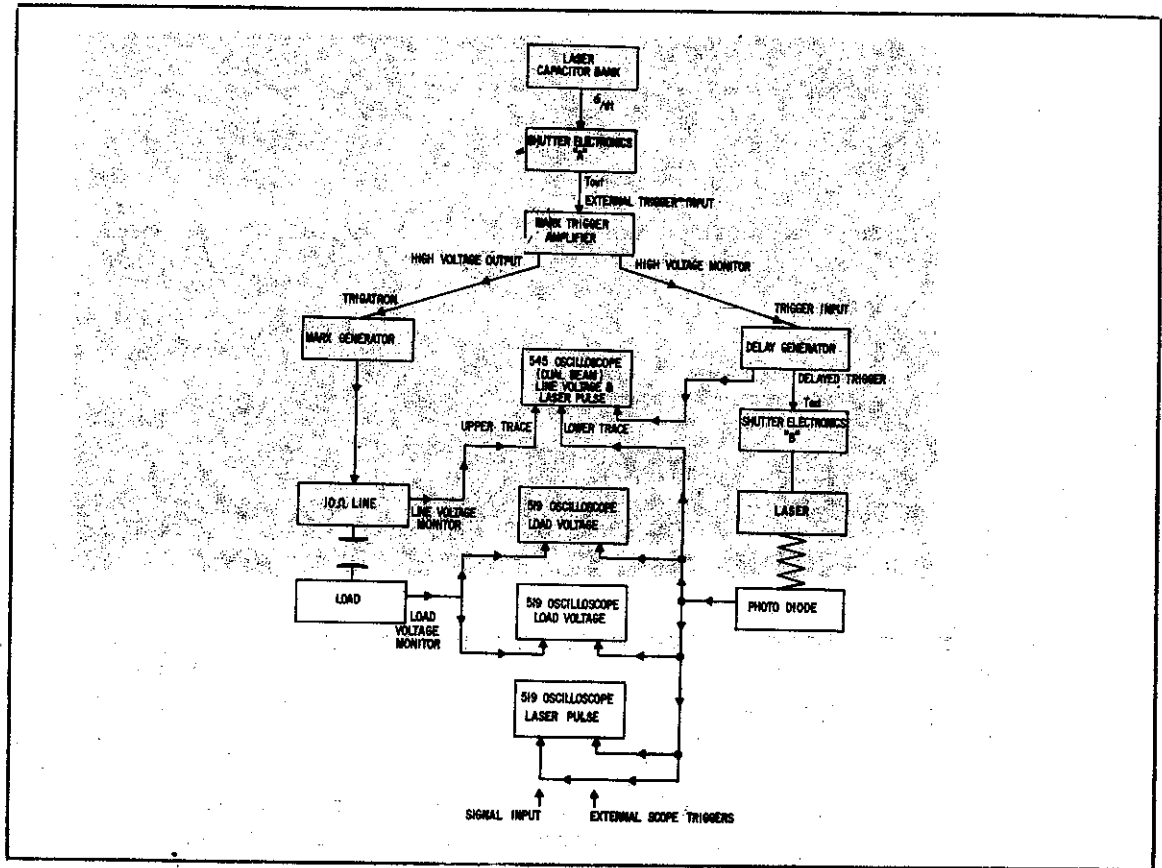 LASER
CAPACITOR BANK
SHUTTER ELECTRONICS
"A"
Tout
EXTERNAL TRIGGER INPUT
MARX TRIGGER
AMPLIFIER
HIGH VOLTAGE OUTPUT
HIGH VOLTAGE MONITOR
TRIGATRON
TRIGGER INPUT
MARX GENERATOR
DELAY GENERATOR
545 OSCILLOSCOPE
(DUAL BEAM)
LINE VOLTAGE &
LASER PULSE
DELAYED TRIGGER
SHUTTER ELECTRONICS
"B"
UPPER TRACE
LOWER TRACE
10Ω LINE
LINE VOLTAGE
MONITOR
519 OSCILLOSCOPE
LOAD VOLTAGE
LASER
LOAD
LOAD
VOLTAGE
MONITOR
519 OSCILLOSCOPE
LOAD VOLTAGE
PHOTO DIODE
519 OSCILLOSCOPE
LASER PULSE
SIGNAL INPUT
EXTERNAL SCOPE TRIGGERS